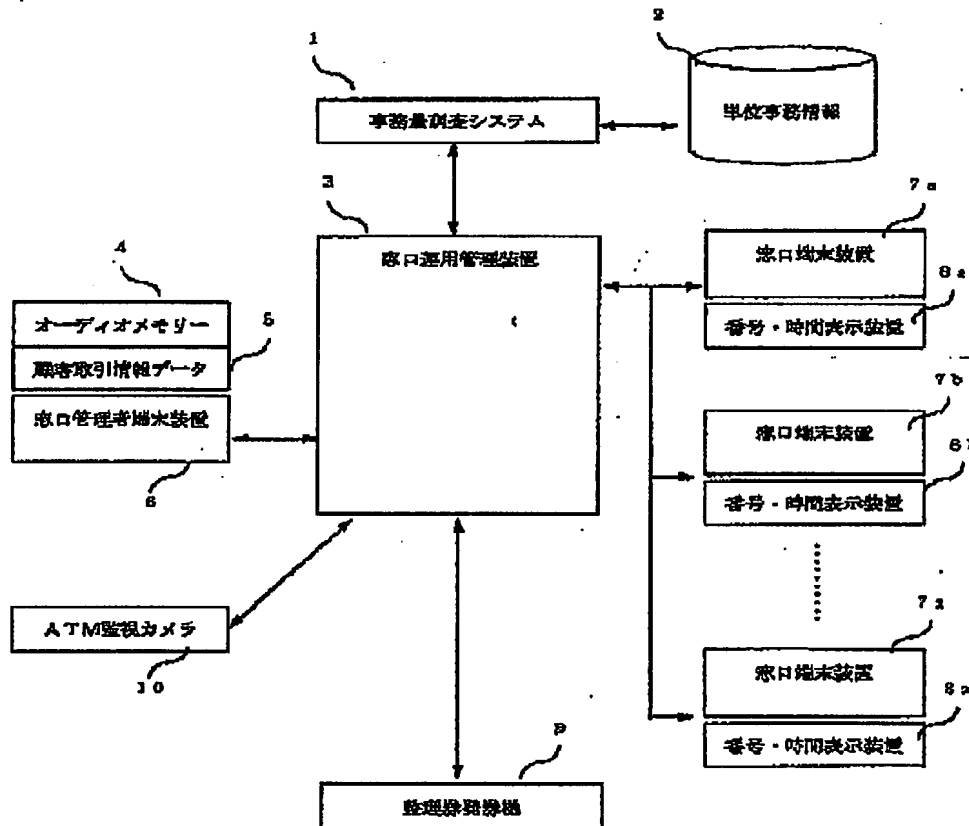 2
1
事務量調査システム
単位事務情報
3
7a
窓口運用管理装置
窓口端末装置
4
8a
オーディオメモリー
5
番号・時間表示装置
顧客取引情報データ
7b
窓口管理者端末装置
窓口端末装置
6
番号・時間表示装置
7z
ATM監視カメラ
窓口端末装置
10
8z
番号・時間表示装置
9
整理券発券機